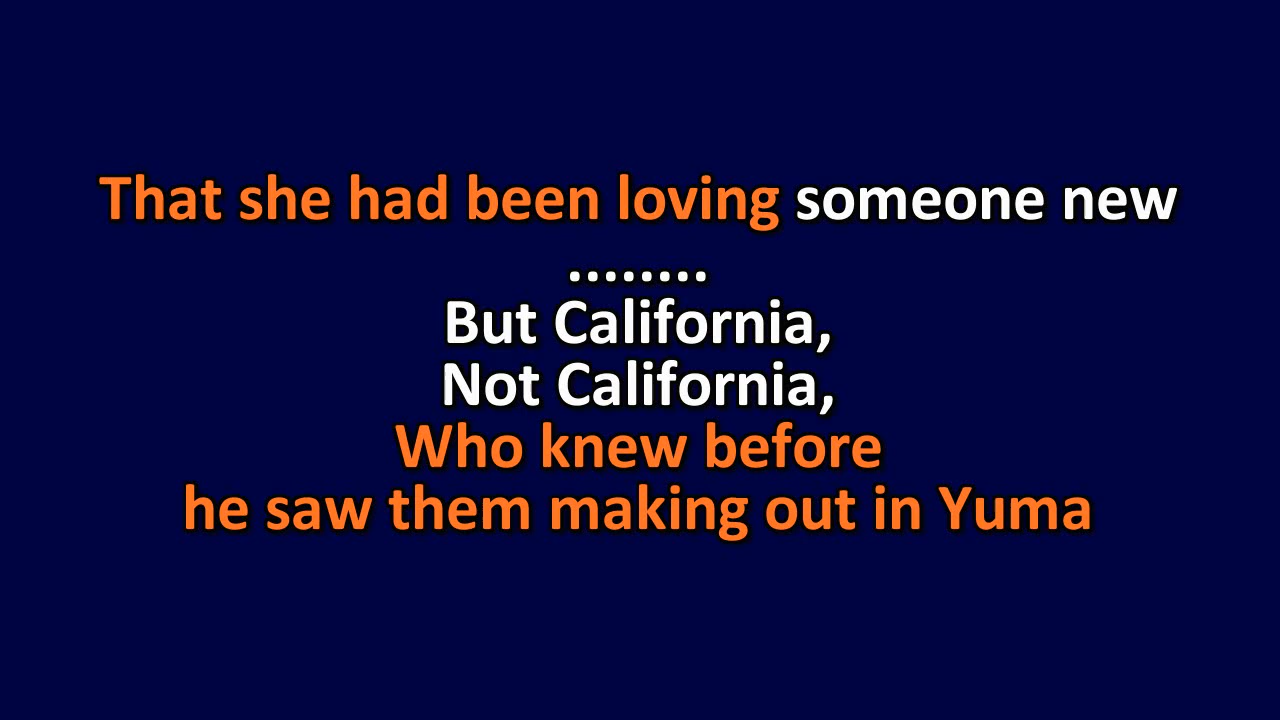 That she had been loving someone new
........
But California,
Not California,
Who knew before
he saw them making out in Yuma